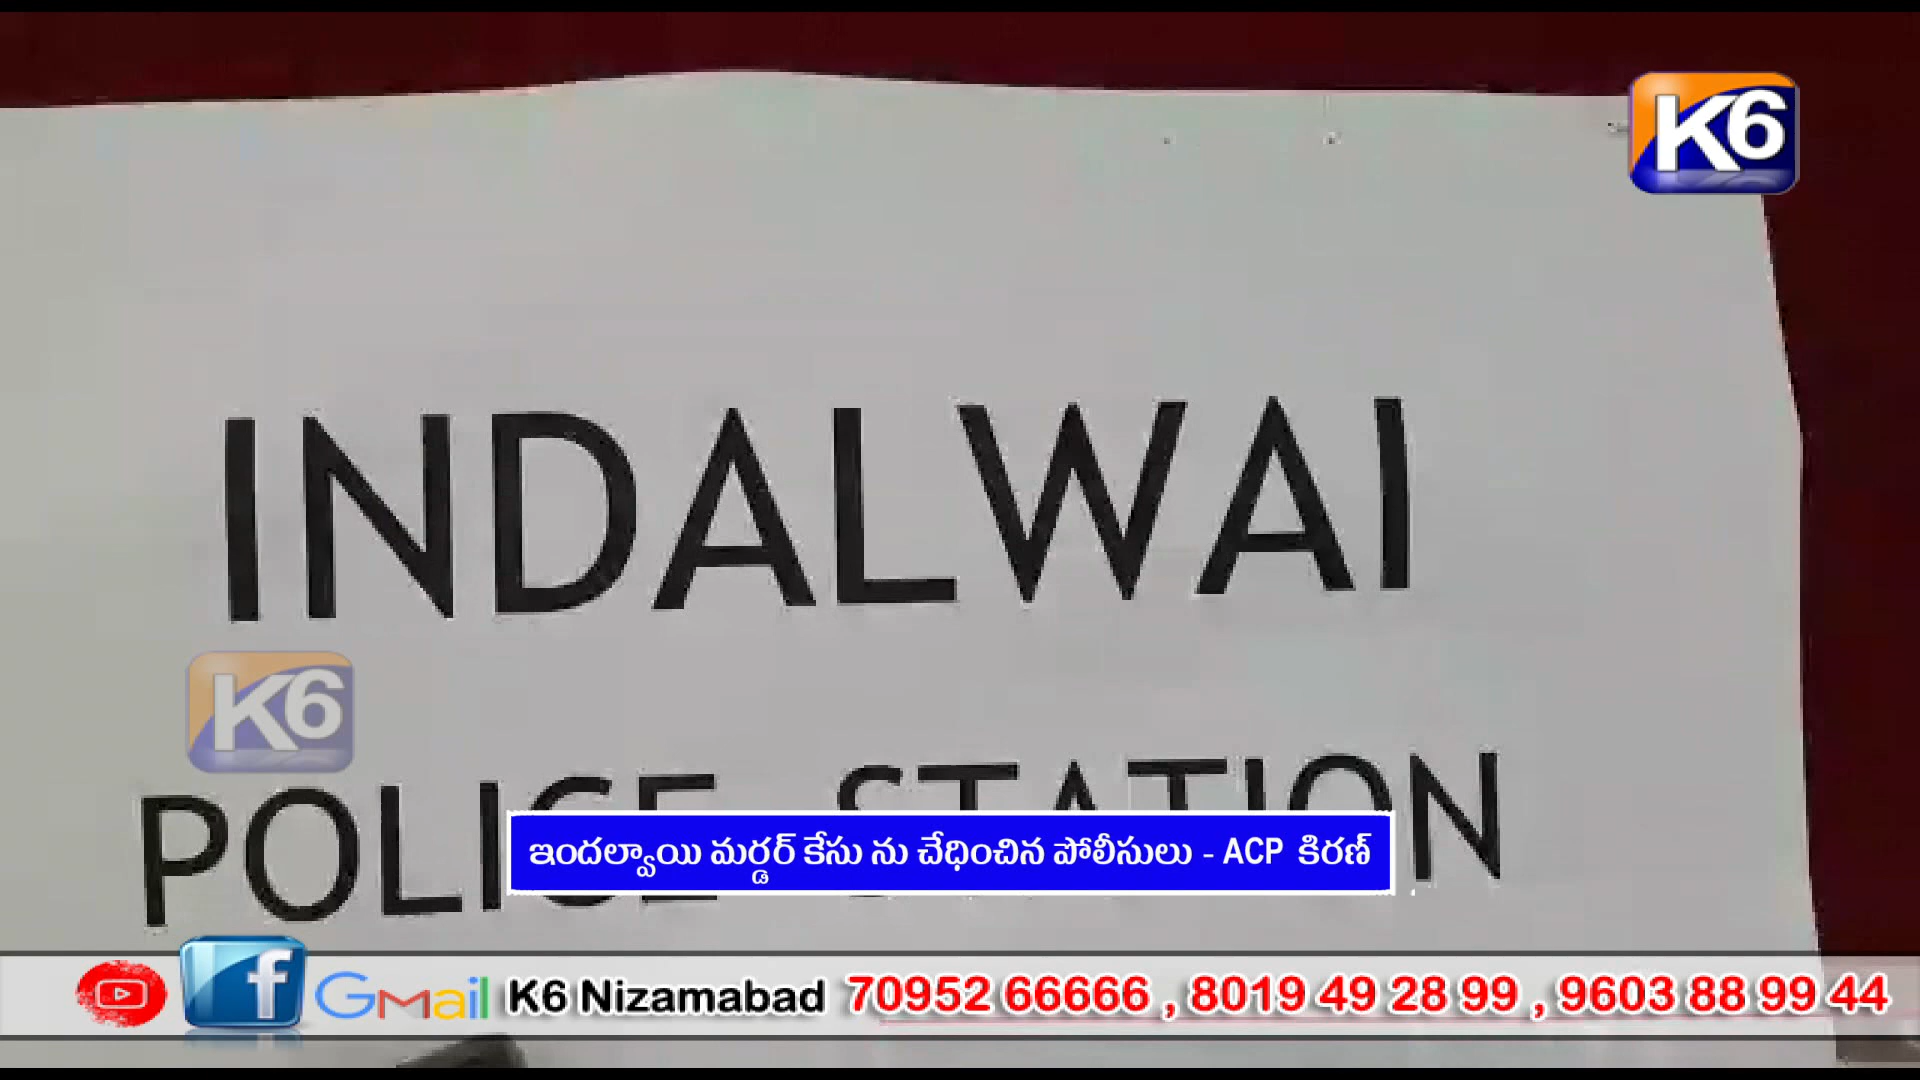 K6
INDALWAI
K6
POLICE STATION
ఇందల్వాయి మర్డర్ కేసు ను చేధించిన పోలీసులు - ACP కిరణ్
Gmail K6 Nizamabad 70952 66666 , 8019 49 28 99 , 9603 88 99 44